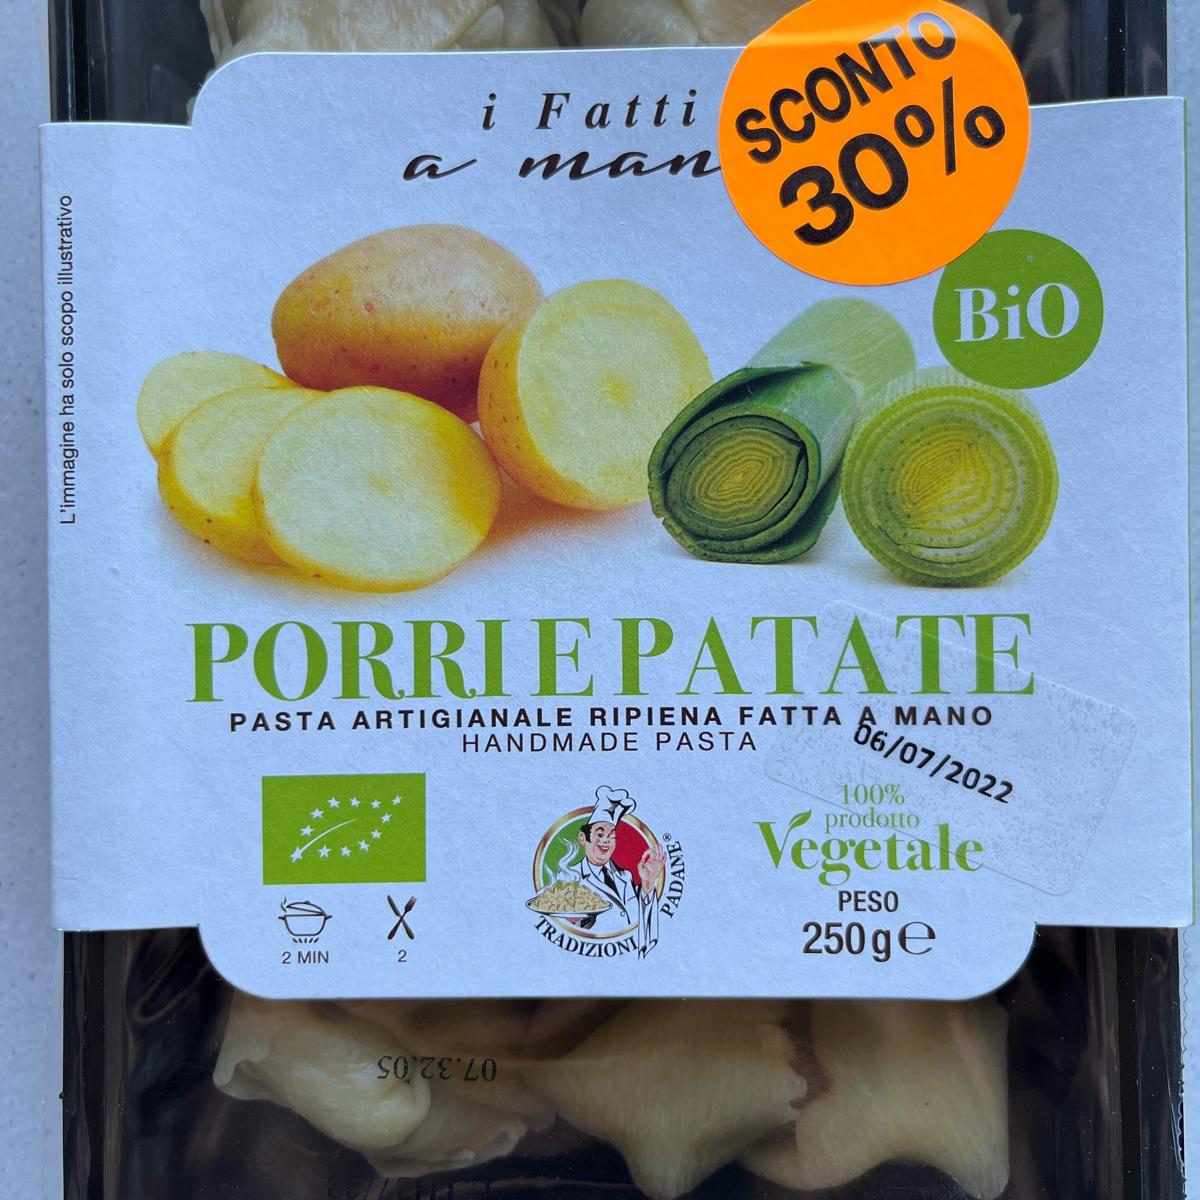 i Fatti
a man
SCONTO
30%
BiO
L'immagine ha solo scopo illustrativo
PORRI E PATATE
PASTA ARTIGIANALE RIPIENA FATTA A MANO
HANDMADE PASTA
06/07/2022
100%
prodotto
Vegetale
PESO
250 g e
TRADIZIONI PADANE®
2 MIN
2
07.32.05